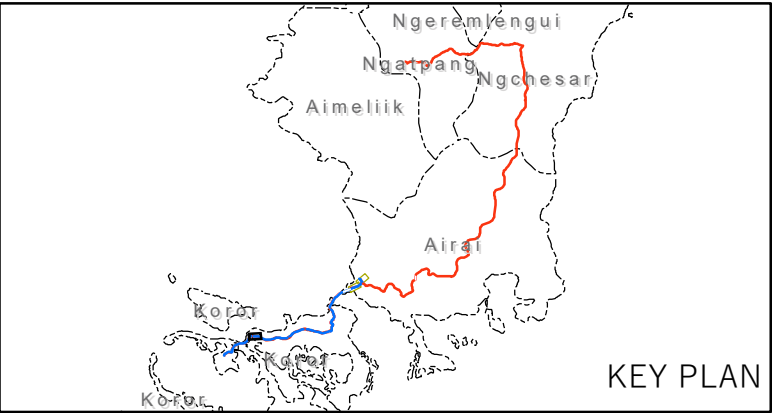 Ngeremlengui
Ngatpang
Ngchesar
Aimeliik
Airai
Koror
Koror
Koror
KEY PLAN